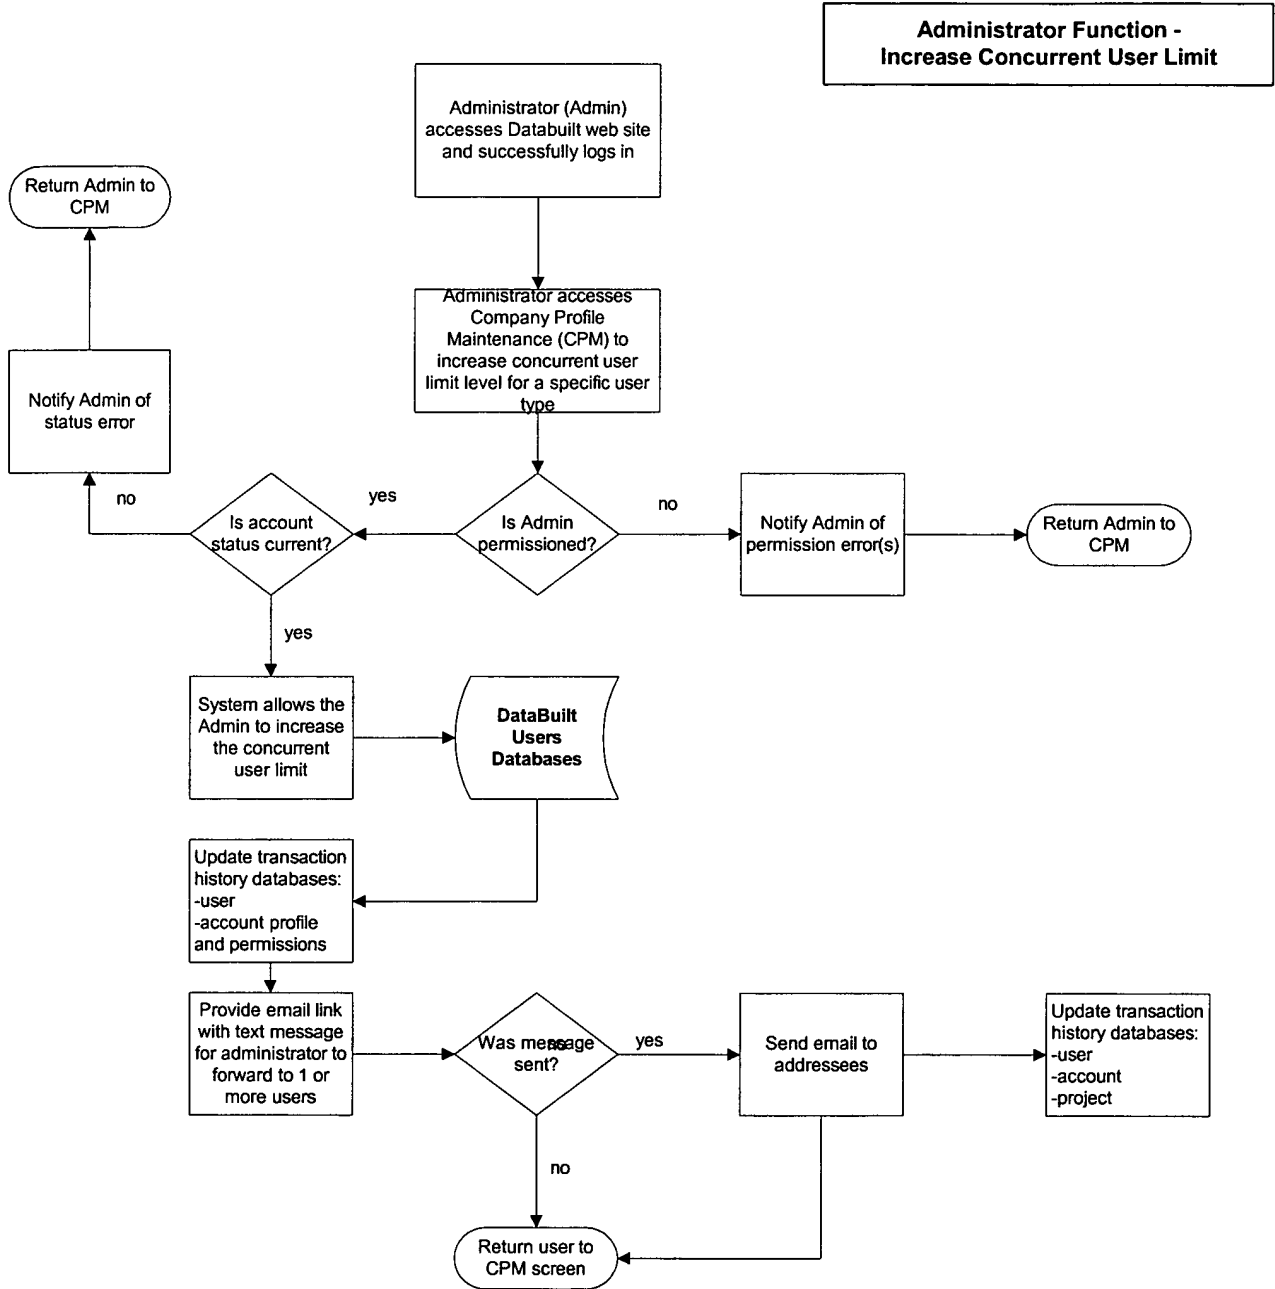 Administrator Function -
Increase Concurrent User Limit
Administrator (Admin)
accesses Databuilt web site
and successfully logs in
Return Admin to
CPM
Administrator accesses
Company Profile
Maintenance (CPM) to
increase concurrent user
limit level for a specific user
type
Notify Admin of
status error
no
yes
no
Is account
status current?
Is Admin
permissioned?
Notify Admin of
permission error(s)
Return Admin to
CPM
yes
System allows the
Admin to increase
the concurrent
user limit
DataBuilt
Users
Databases
Update transaction
history databases:
-user
-account profile
and permissions
Provide email link
with text message
for administrator to
forward to 1 or
more users
Was message
sent?
no
yes
Send email to
addressees
Update transaction
history databases:
-user
-account
-project
no
Return user to
CPM screen